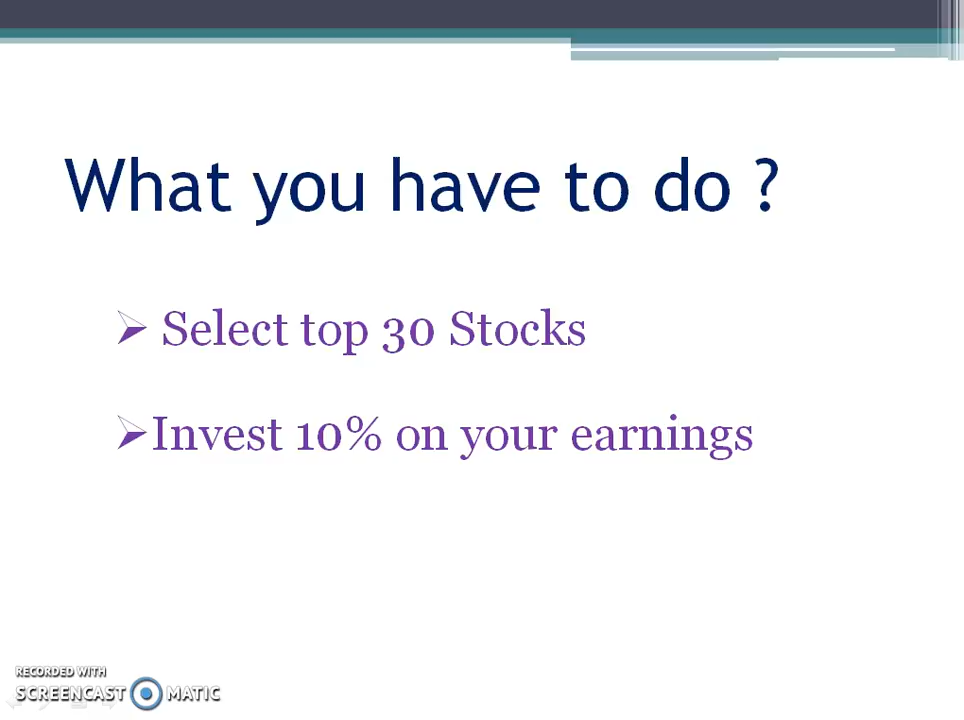 What you have to do ?
Select top 30 Stocks
Invest 10% on your earnings
RECORDED WITH
SCREENCAST MATIC